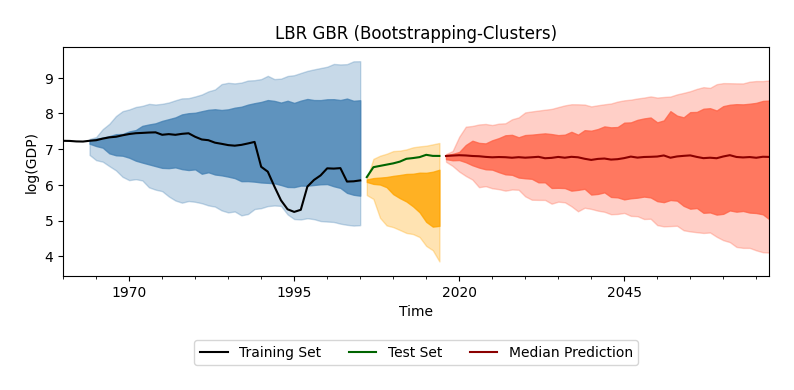 LBR GBR (Bootstrapping-Clusters)
log(GDP)
9
8
7
6
5
4
1970 1995 2020 2045
Time
Training Set Test Set Median Prediction